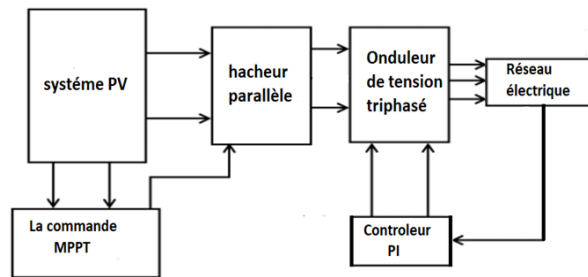 systéme PV
hacheur
parallèle
Onduleur
de tension
triphasé
Réseau
électrique
La commande
MPPT
Controleur
PI